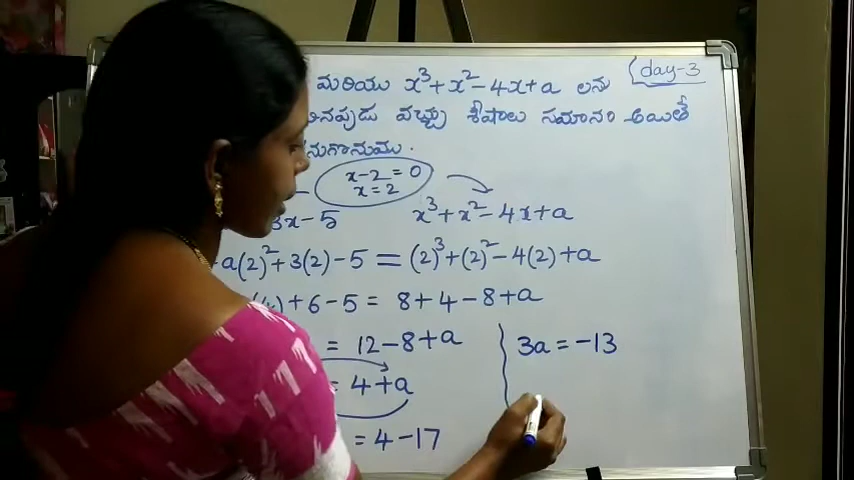 మరియు x³+x²-4x+a లను
day-3
వచ్చు శేషాలు సమానం అయితే
x-2=0
x=2
3x-5 x³+x²-4x+a
+a(2)²+3(2)-5 = (2)³+(2)²-4(2)+a
+6-5 = 8+4-8+a
= 12-8+a
3a=-13
= 4+a
= 4-17